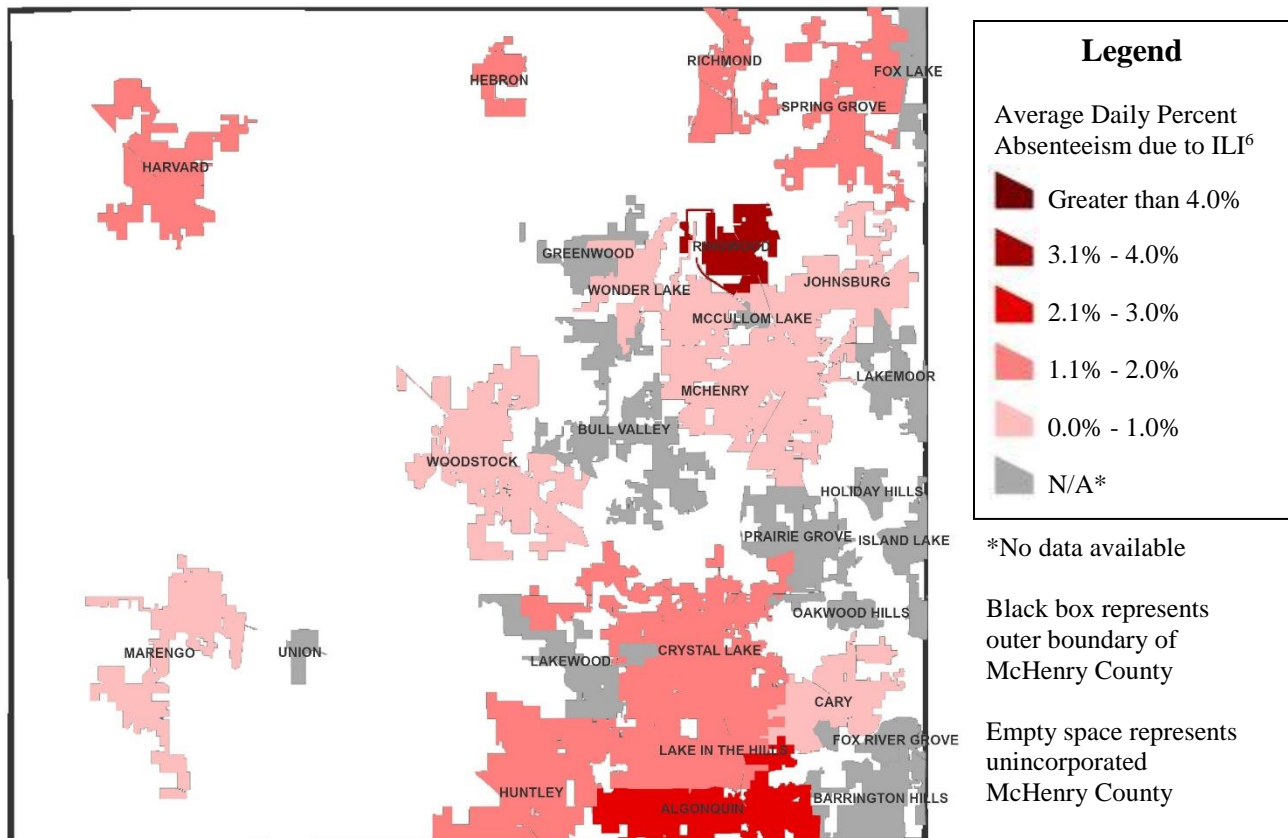 RICHMOND
HEBRON
FOX LAKE
SPRING GROVE
HARVARD
RINGWOOD
GREENWOOD
JOHNSBURG
WONDER LAKE
MCCULLOM LAKE
LAKEMOOR
MCHENRY
BULL VALLEY
WOODSTOCK
HOLIDAY HILLS
PRAIRIE GROVE
ISLAND LAKE
OAKWOOD HILLS
MARENGO
UNION
LAKEWOOD
CRYSTAL LAKE
CARY
FOX RIVER GROVE
LAKE IN THE HILLS
HUNTLEY
ALGONQUIN
BARRINGTON HILLS
Legend
Average Daily Percent
Absenteeism due to ILI⁶
Greater than 4.0%
3.1% - 4.0%
2.1% - 3.0%
1.1% - 2.0%
0.0% - 1.0%
N/A*
*No data available
Black box represents
outer boundary of
McHenry County
Empty space represents
unincorporated
McHenry County